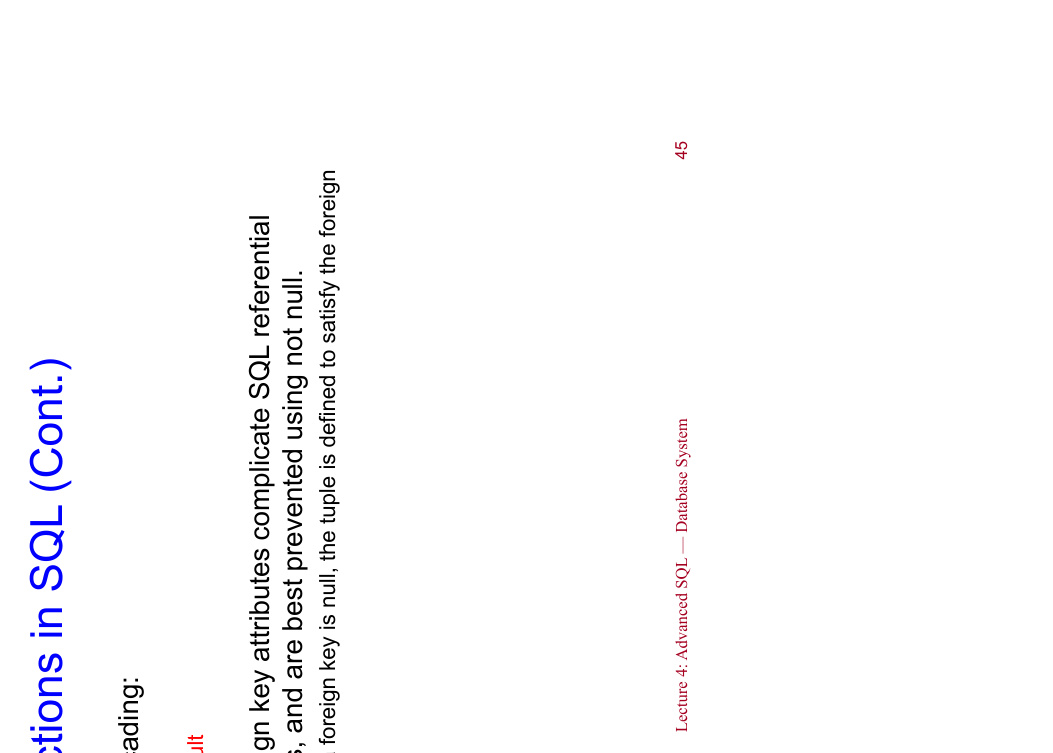 ctions in SQL (Cont.)
ading:
ult
gn key attributes complicate SQL referential
s, and are best prevented using not null.
foreign key is null, the tuple is defined to satisfy the foreign
Lecture 4: Advanced SQL — Database System
45